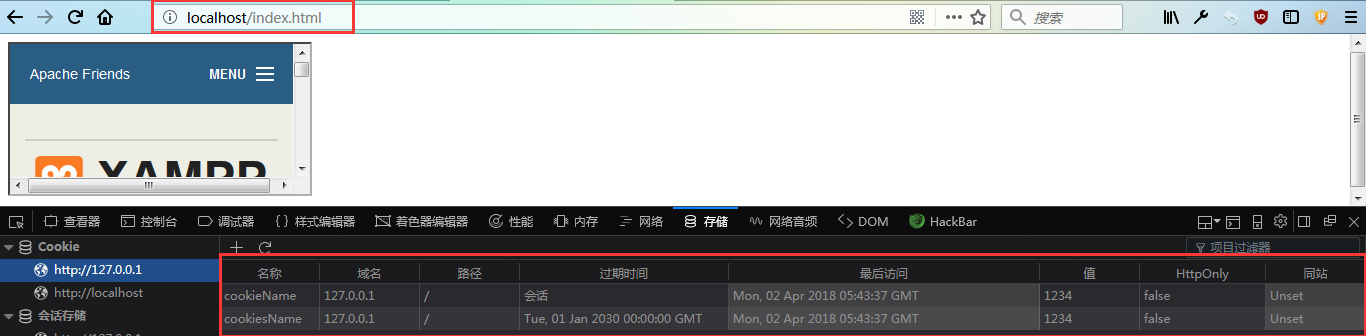 localhost/index.html 搜索
Apache Friends MENU
XAMPP
查看器 控制台 调试器 样式编辑器 着色器编辑器 性能 内存 网络 存储 网络音频 DOM HackBar
Cookie 项目过滤器
http://127.0.0.1 名称 域名 路径 过期时间 最后访问 值 HttpOnly 同站
http://localhost cookieName 127.0.0.1 / 会话 Mon, 02 Apr 2018 05:43:37 GMT 1234 false Unset
会话存储 cookiesName 127.0.0.1 / Tue, 01 Jan 2030 00:00:00 GMT Mon, 02 Apr 2018 05:43:37 GMT 1234 false Unset